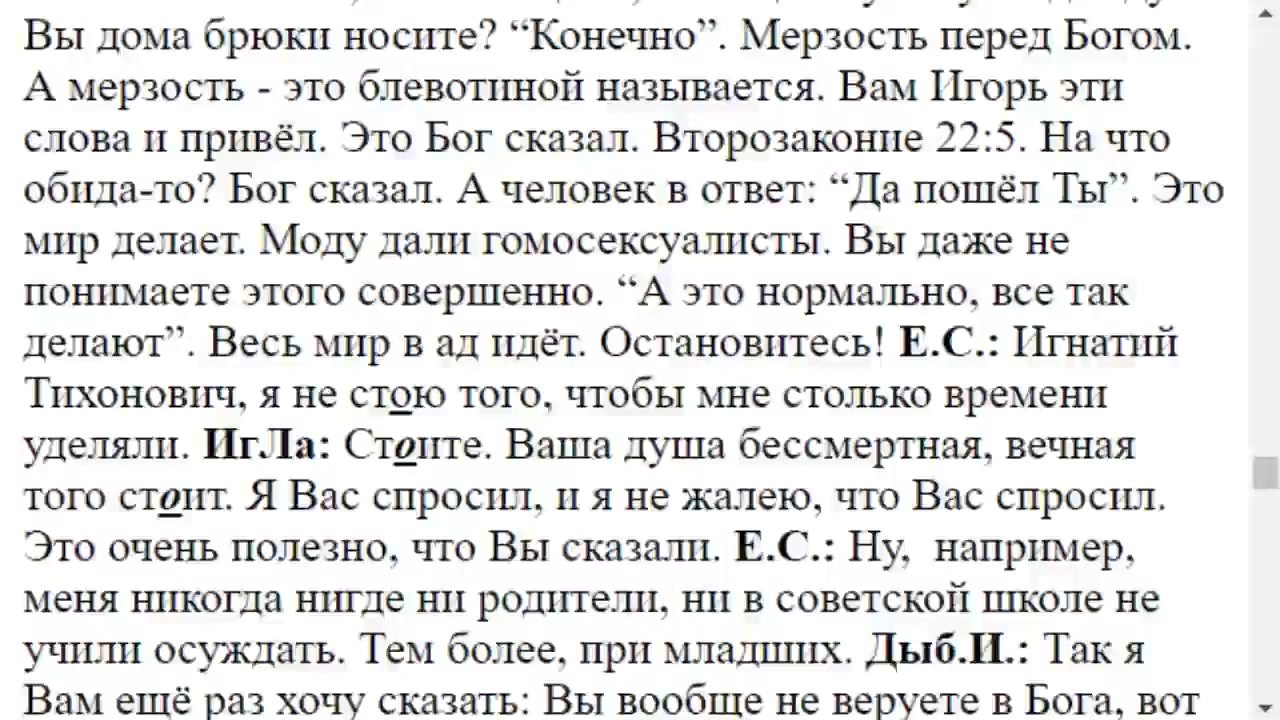 Вы дома брюки носите? “Конечно”. Мерзость перед Богом.
А мерзость - это блевотиной называется. Вам Игорь эти
слова и привёл. Это Бог сказал. Второзаконие 22:5. На что
обида-то? Бог сказал. А человек в ответ: “Да пошёл Ты”. Это
мир делает. Моду дали гомосексуалисты. Вы даже не
понимаете этого совершенно. “А это нормально, все так
делают”. Весь мир в ад идёт. Остановитесь! Е.С.: Игнатий
Тихонович, я не стою того, чтобы мне столько времени
уделяли. ИгЛа: Стоите. Ваша душа бессмертная, вечная
того стоит. Я Вас спросил, и я не жалею, что Вас спросил.
Это очень полезно, что Вы сказали. Е.С.: Ну, например,
меня никогда нигде ни родители, ни в советской школе не
учили осуждать. Тем более, при младших. Дыб.И.: Так я
Вам ещё раз хочу сказать: Вы вообще не веруете в Бога, вот